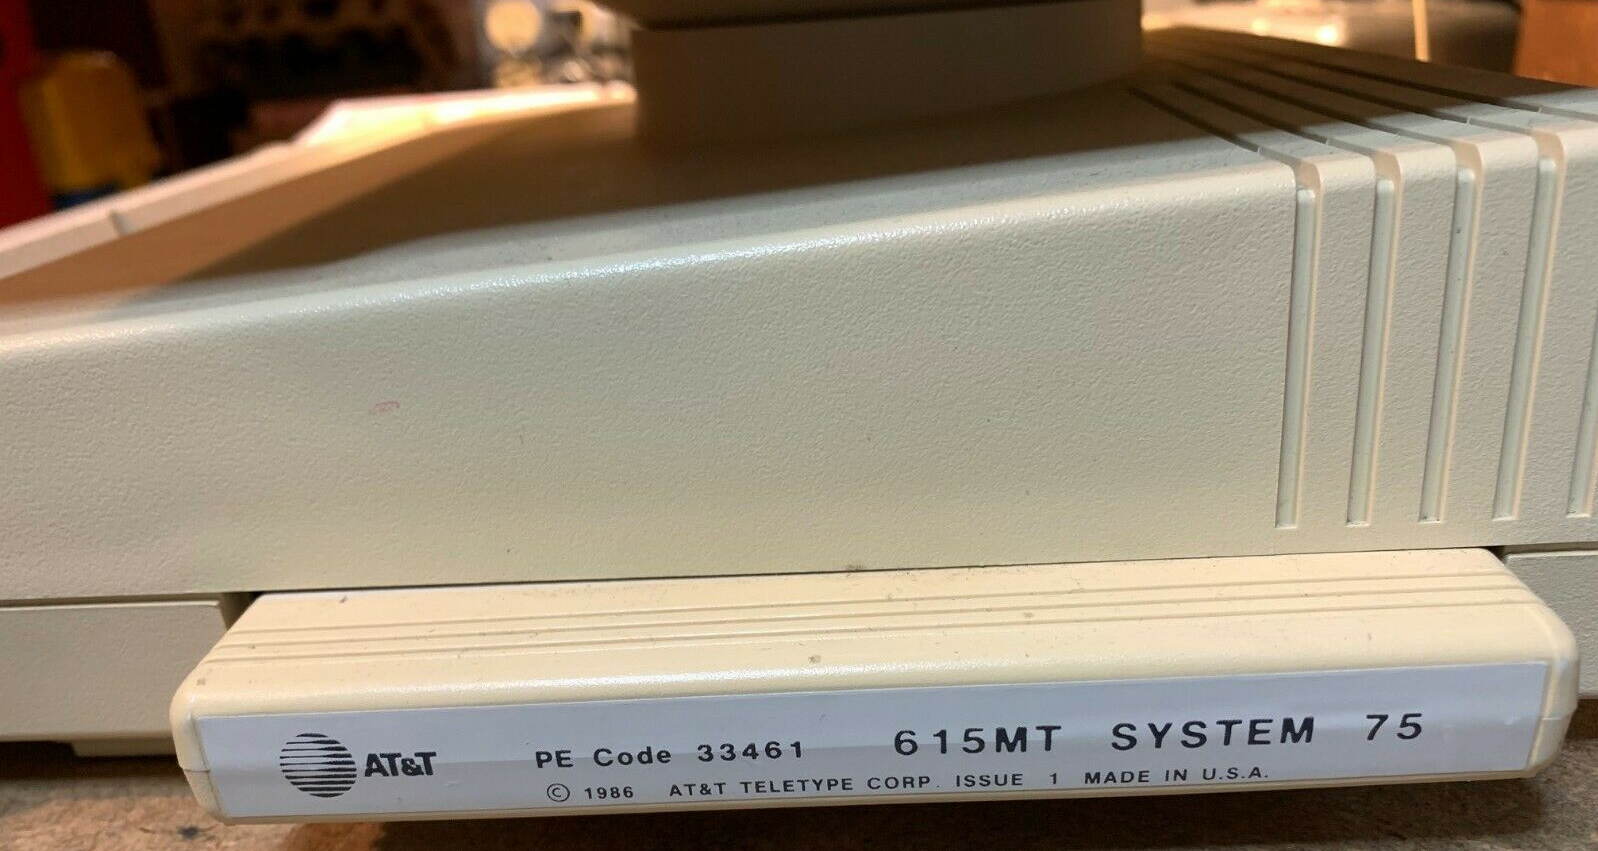 AT&T PE Code 33461 615MT SYSTEM 75
© 1986 AT&T TELETYPE CORP. ISSUE 1 MADE IN U.S.A.